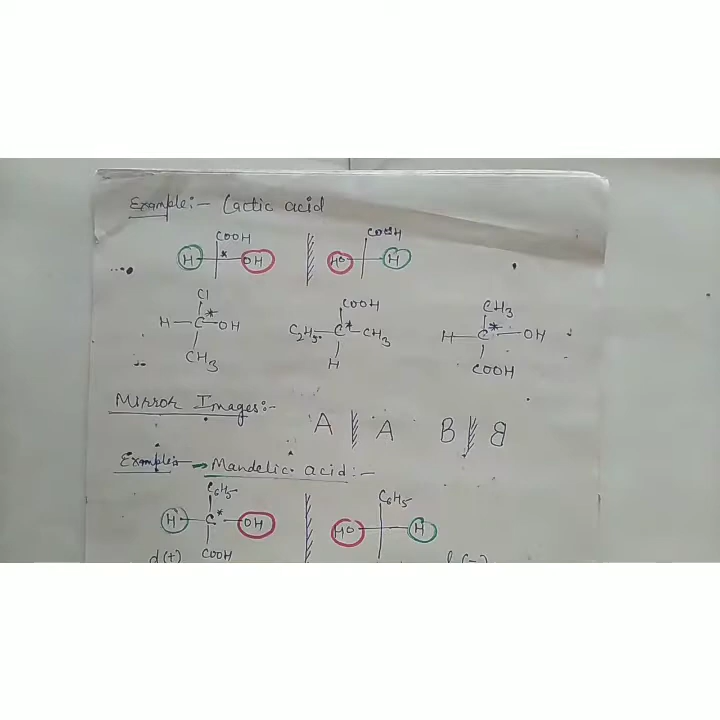 Example:- Lactic acid
COOH COOH
H * OH HO H
Cl COOH CH3
H-C*-OH C2H5-C*-CH3 H-C*-OH
CH3 H COOH
Mirror Images:- A A B B
Example:- → Mandelic acid:-
C6H5 C6H5
H-C*-OH HO H
COOH
d(+) l(-)